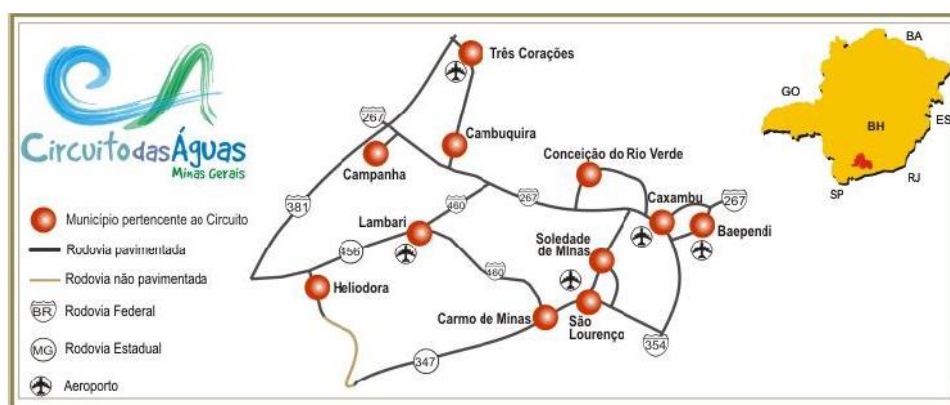 Circuito das Águas
Minas Gerais
Município pertencente ao Circuito
Rodovia pavimentada
Rodovia não pavimentada
BR
Rodovia Federal
MG
Rodovia Estadual
Aeroporto
Três Corações
267
Cambuquira
Campanha
Conceição do Rio Verde
381
460
267
Caxambu
267
Lambari
Baependi
Soledade
de Minas
456
460
Heliodora
Carmo de Minas
São
Lourenço
354
347
BA
GO
ES
BH
RJ
SP